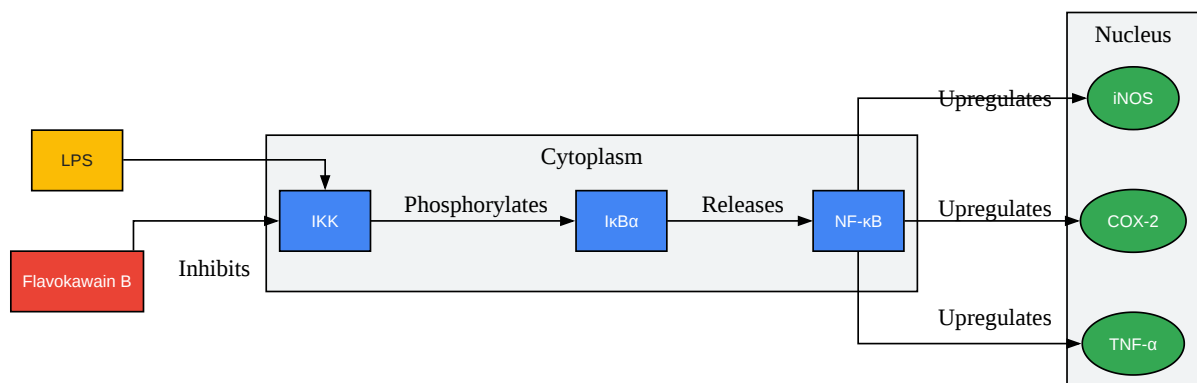 Nucleus
Upregulates
iNOS
LPS
Cytoplasm
IKK
Phosphorylates
IκBα
Releases
NF-κB
Upregulates
COX-2
Flavokawain B
Inhibits
Upregulates
TNF-α